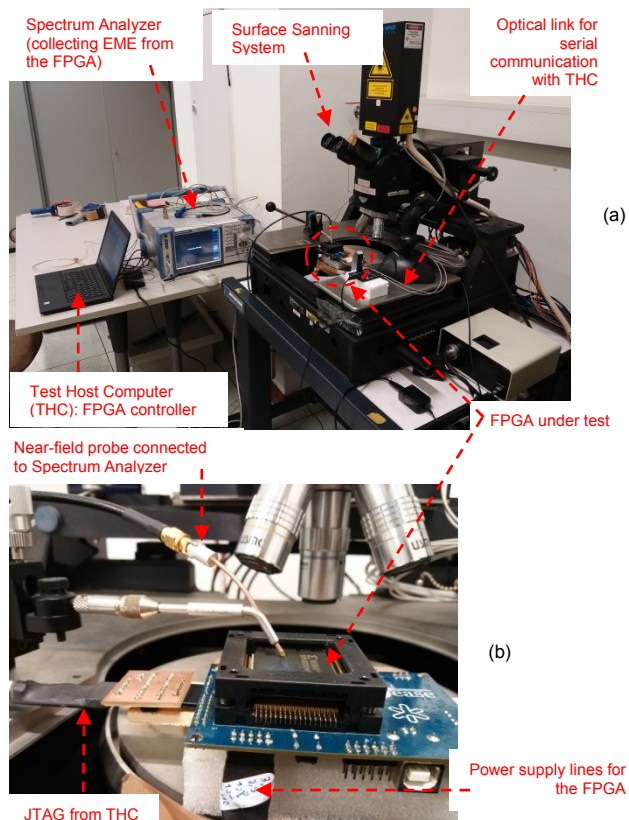 Spectrum Analyzer
(collecting EME from
the FPGA)
Surface Sanning
System
Optical link for
serial
communication
with THC
(a)
Test Host Computer
(THC): FPGA controller
FPGA under test
Near-field probe connected
to Spectrum Analyzer
(b)
Power supply lines for
the FPGA
JTAG from THC